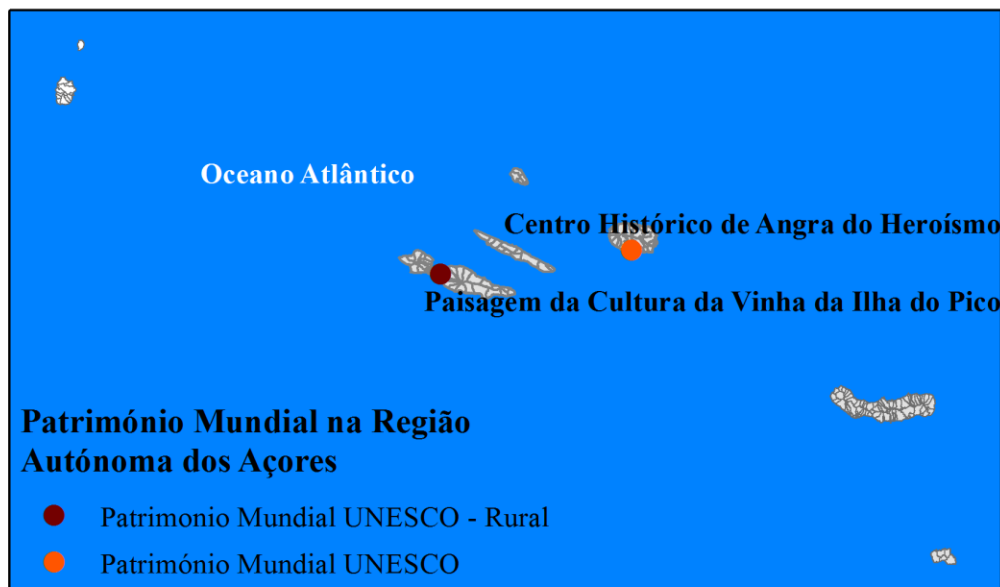 Oceano Atlântico
Centro Histórico de Angra do Heroísmo
Paisagem da Cultura da Vinha da Ilha do Pico
Património Mundial na Região
Autónoma dos Açores
Patrimonio Mundial UNESCO - Rural
Património Mundial UNESCO